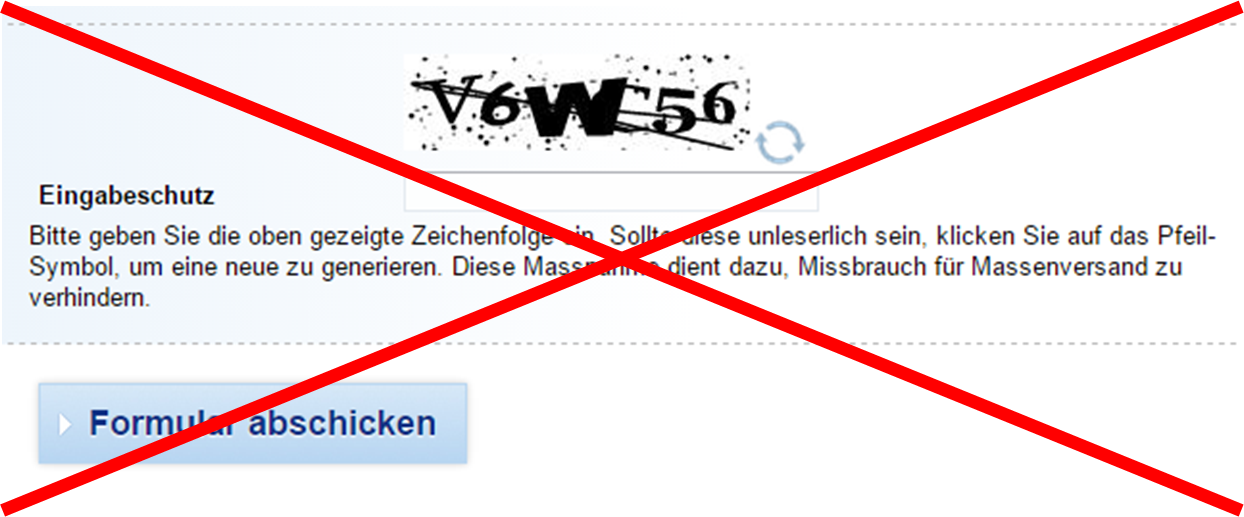 Eingabeschutz
Bitte geben Sie die oben gezeigte Zeichenfolge ein. Sollte diese unleserlich sein, klicken Sie auf das Pfeil-
Symbol, um eine neue zu generieren. Diese Massnahme dient dazu, Missbrauch für Massenversand zu
verhindern.
Formular abschicken